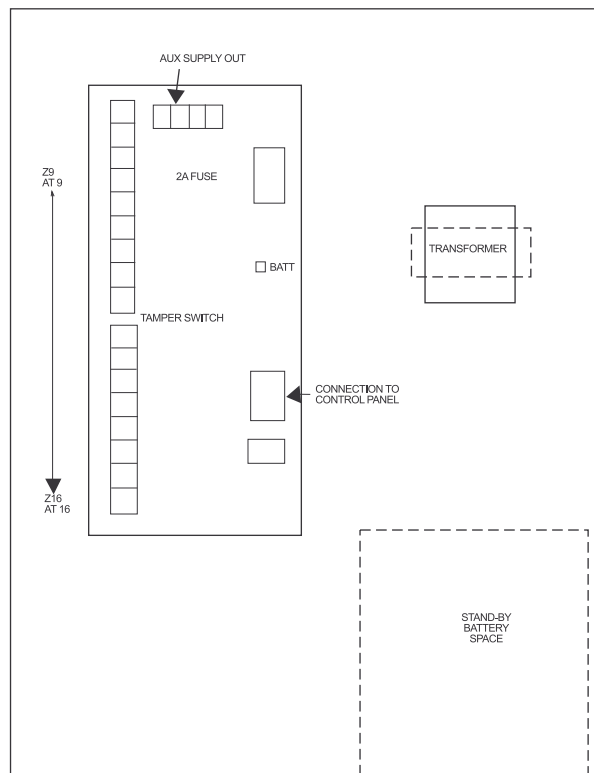 AUX SUPPLY OUT
Z9
AT 9
2A FUSE
TRANSFORMER
BATT
TAMPER SWITCH
CONNECTION TO
CONTROL PANEL
Z16
AT 16
STAND-BY
BATTERY
SPACE